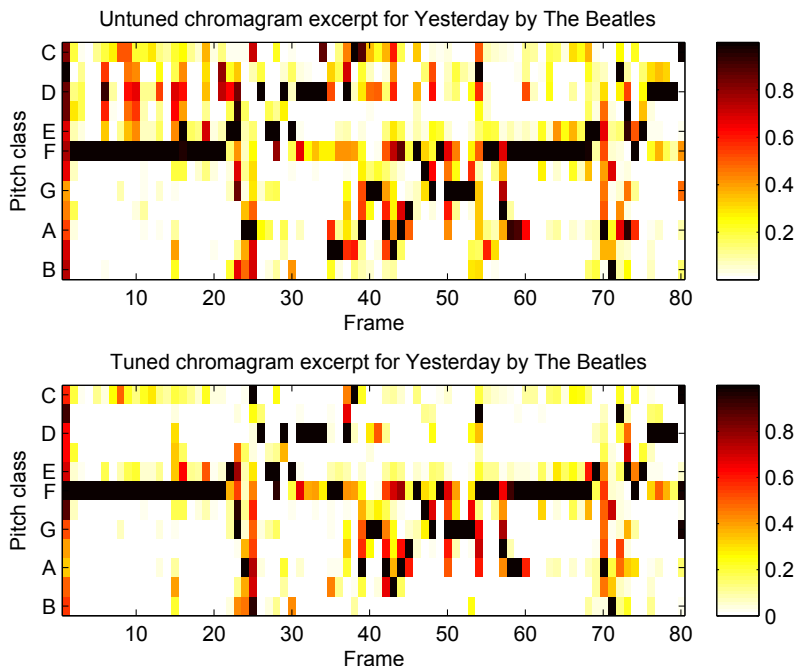 Untuned chromagram excerpt for Yesterday by The Beatles
Pitch class
C
D
E
F
G
A
B
10 20 30 40 50 60 70 80
Frame
0.8
0.6
0.4
0.2
Tuned chromagram excerpt for Yesterday by The Beatles
Pitch class
C
D
E
F
G
A
B
10 20 30 40 50 60 70 80
Frame
0.8
0.6
0.4
0.2
0